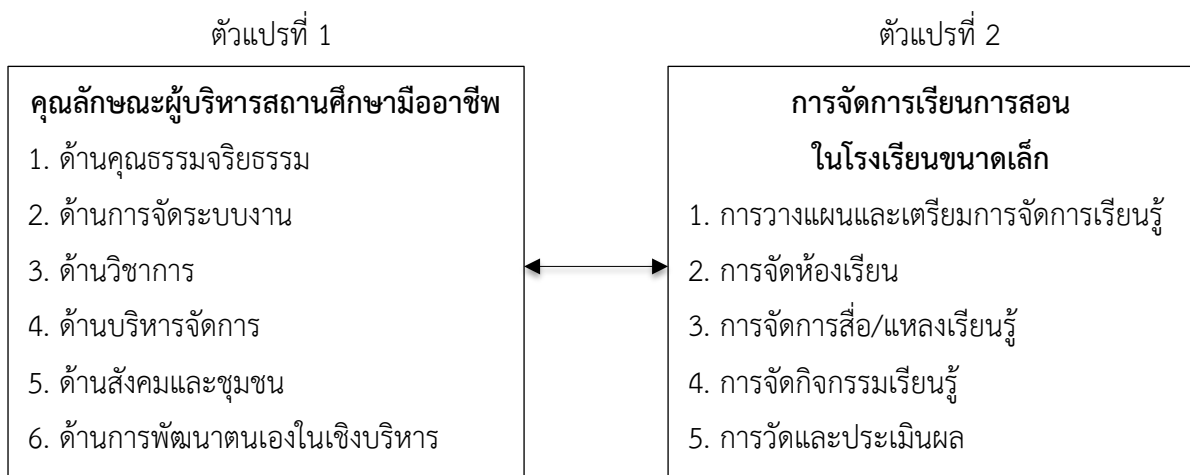 ตัวแปรที่ 1
คุณลักษณะผู้บริหารสถานศึกษามืออาชีพ
1. ด้านคุณธรรมจริยธรรม
2. ด้านการจัดระบบงาน
3. ด้านวิชาการ
4. ด้านบริหารจัดการ
5. ด้านสังคมและชุมชน
6. ด้านการพัฒนาตนเองในเชิงบริหาร
ตัวแปรที่ 2
การจัดการเรียนการสอน
ในโรงเรียนขนาดเล็ก
1. การวางแผนและเตรียมการจัดการเรียนรู้
2. การจัดห้องเรียน
3. การจัดการสื่อ/แหลงเรียนรู้
4. การจัดกิจกรรมเรียนรู้
5. การวัดและประเมินผล